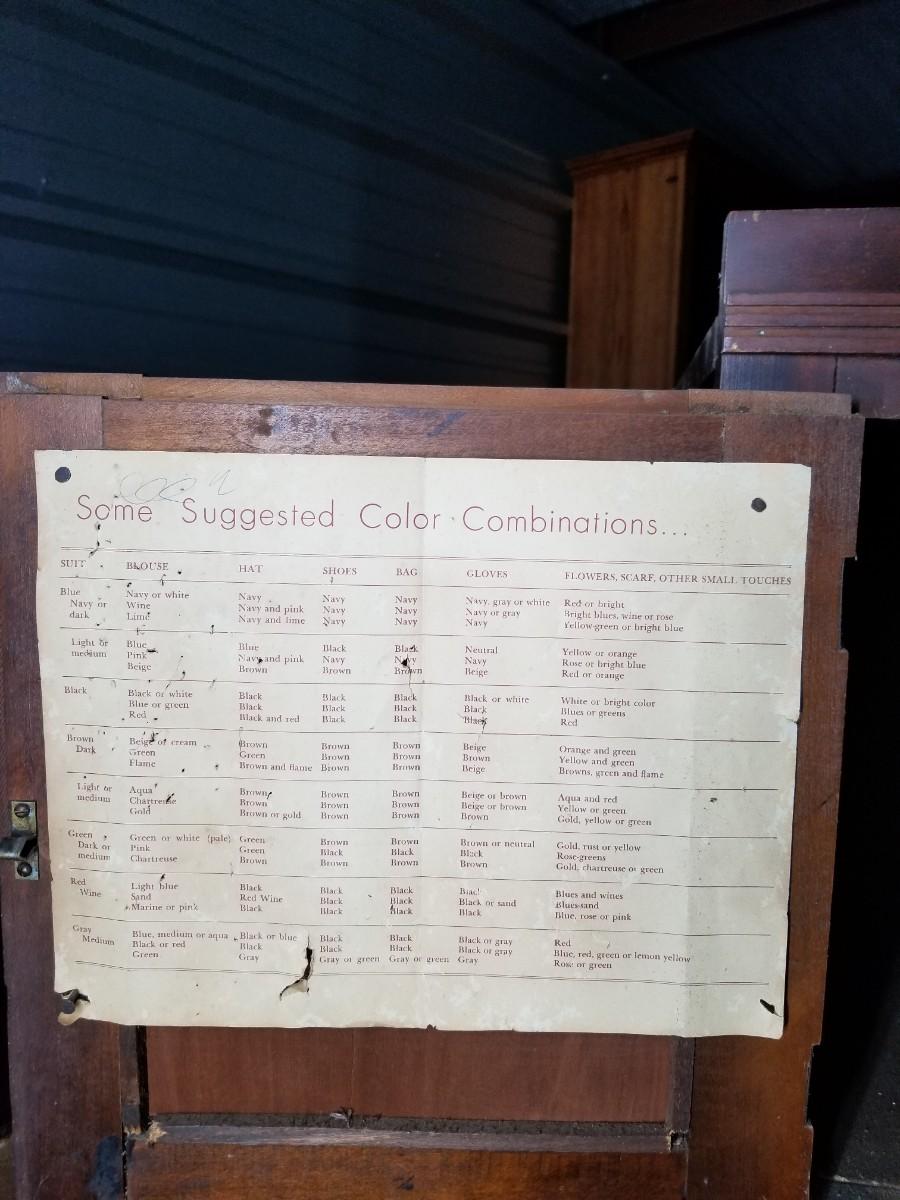 Some Suggested Color Combinations...
SUIT BLOUSE HAT SHOES BAG GLOVES FLOWERS, SCARF, OTHER SMALL TOUCHES
Blue Navy or white Navy Navy Navy Navy, gray or white Red or bright
Navy or Wine Navy and pink Navy Navy Navy or gray Bright blues, wine or rose
dark Lime Navy and lime Navy Navy Navy Yellow-green or bright blue
Light or Blue Blue Black Black Neutral Yellow or orange
medium Pink Navy and pink Navy Navy Navy Rose or bright blue
Beige Brown Brown Brown Beige Red or orange
Black Black or white Black Black Black Black or white White or bright color
Blue or green Black Black Black Black Blues or greens
Red Black and red Black Black Black Red
Brown Beige or cream Brown Brown Brown Beige Orange and green
Dark Green Green Brown Brown Brown Yellow and green
Flame Brown and flame Brown Brown Beige Browns, green and flame
Light or Aqua Brown Brown Brown Beige or brown Aqua and red
medium Chartreuse Brown Brown Brown Beige or brown Yellow or green
Gold Brown or gold Brown Brown Brown Gold, yellow or green
Green Green or white (pale) Green Brown Brown Brown or neutral Gold, rust or yellow
Dark or Pink Green Black Black Black Rose-greens
medium Chartreuse Brown Brown Brown Brown Gold, chartreuse or green
Red Light blue Black Black Black Black Blues and wines
Wine Sand Red Wine Black Black Black or sand Blues-sand
Marine or pink Black Black Black Black Blue, rose or pink
Gray Blue, medium or aqua Black or blue Black Black Black or gray Red
Medium Black or red Black Black Black Black or gray Blue, red, green or lemon yellow
Green Gray Gray or green Gray or green Gray Rose or green